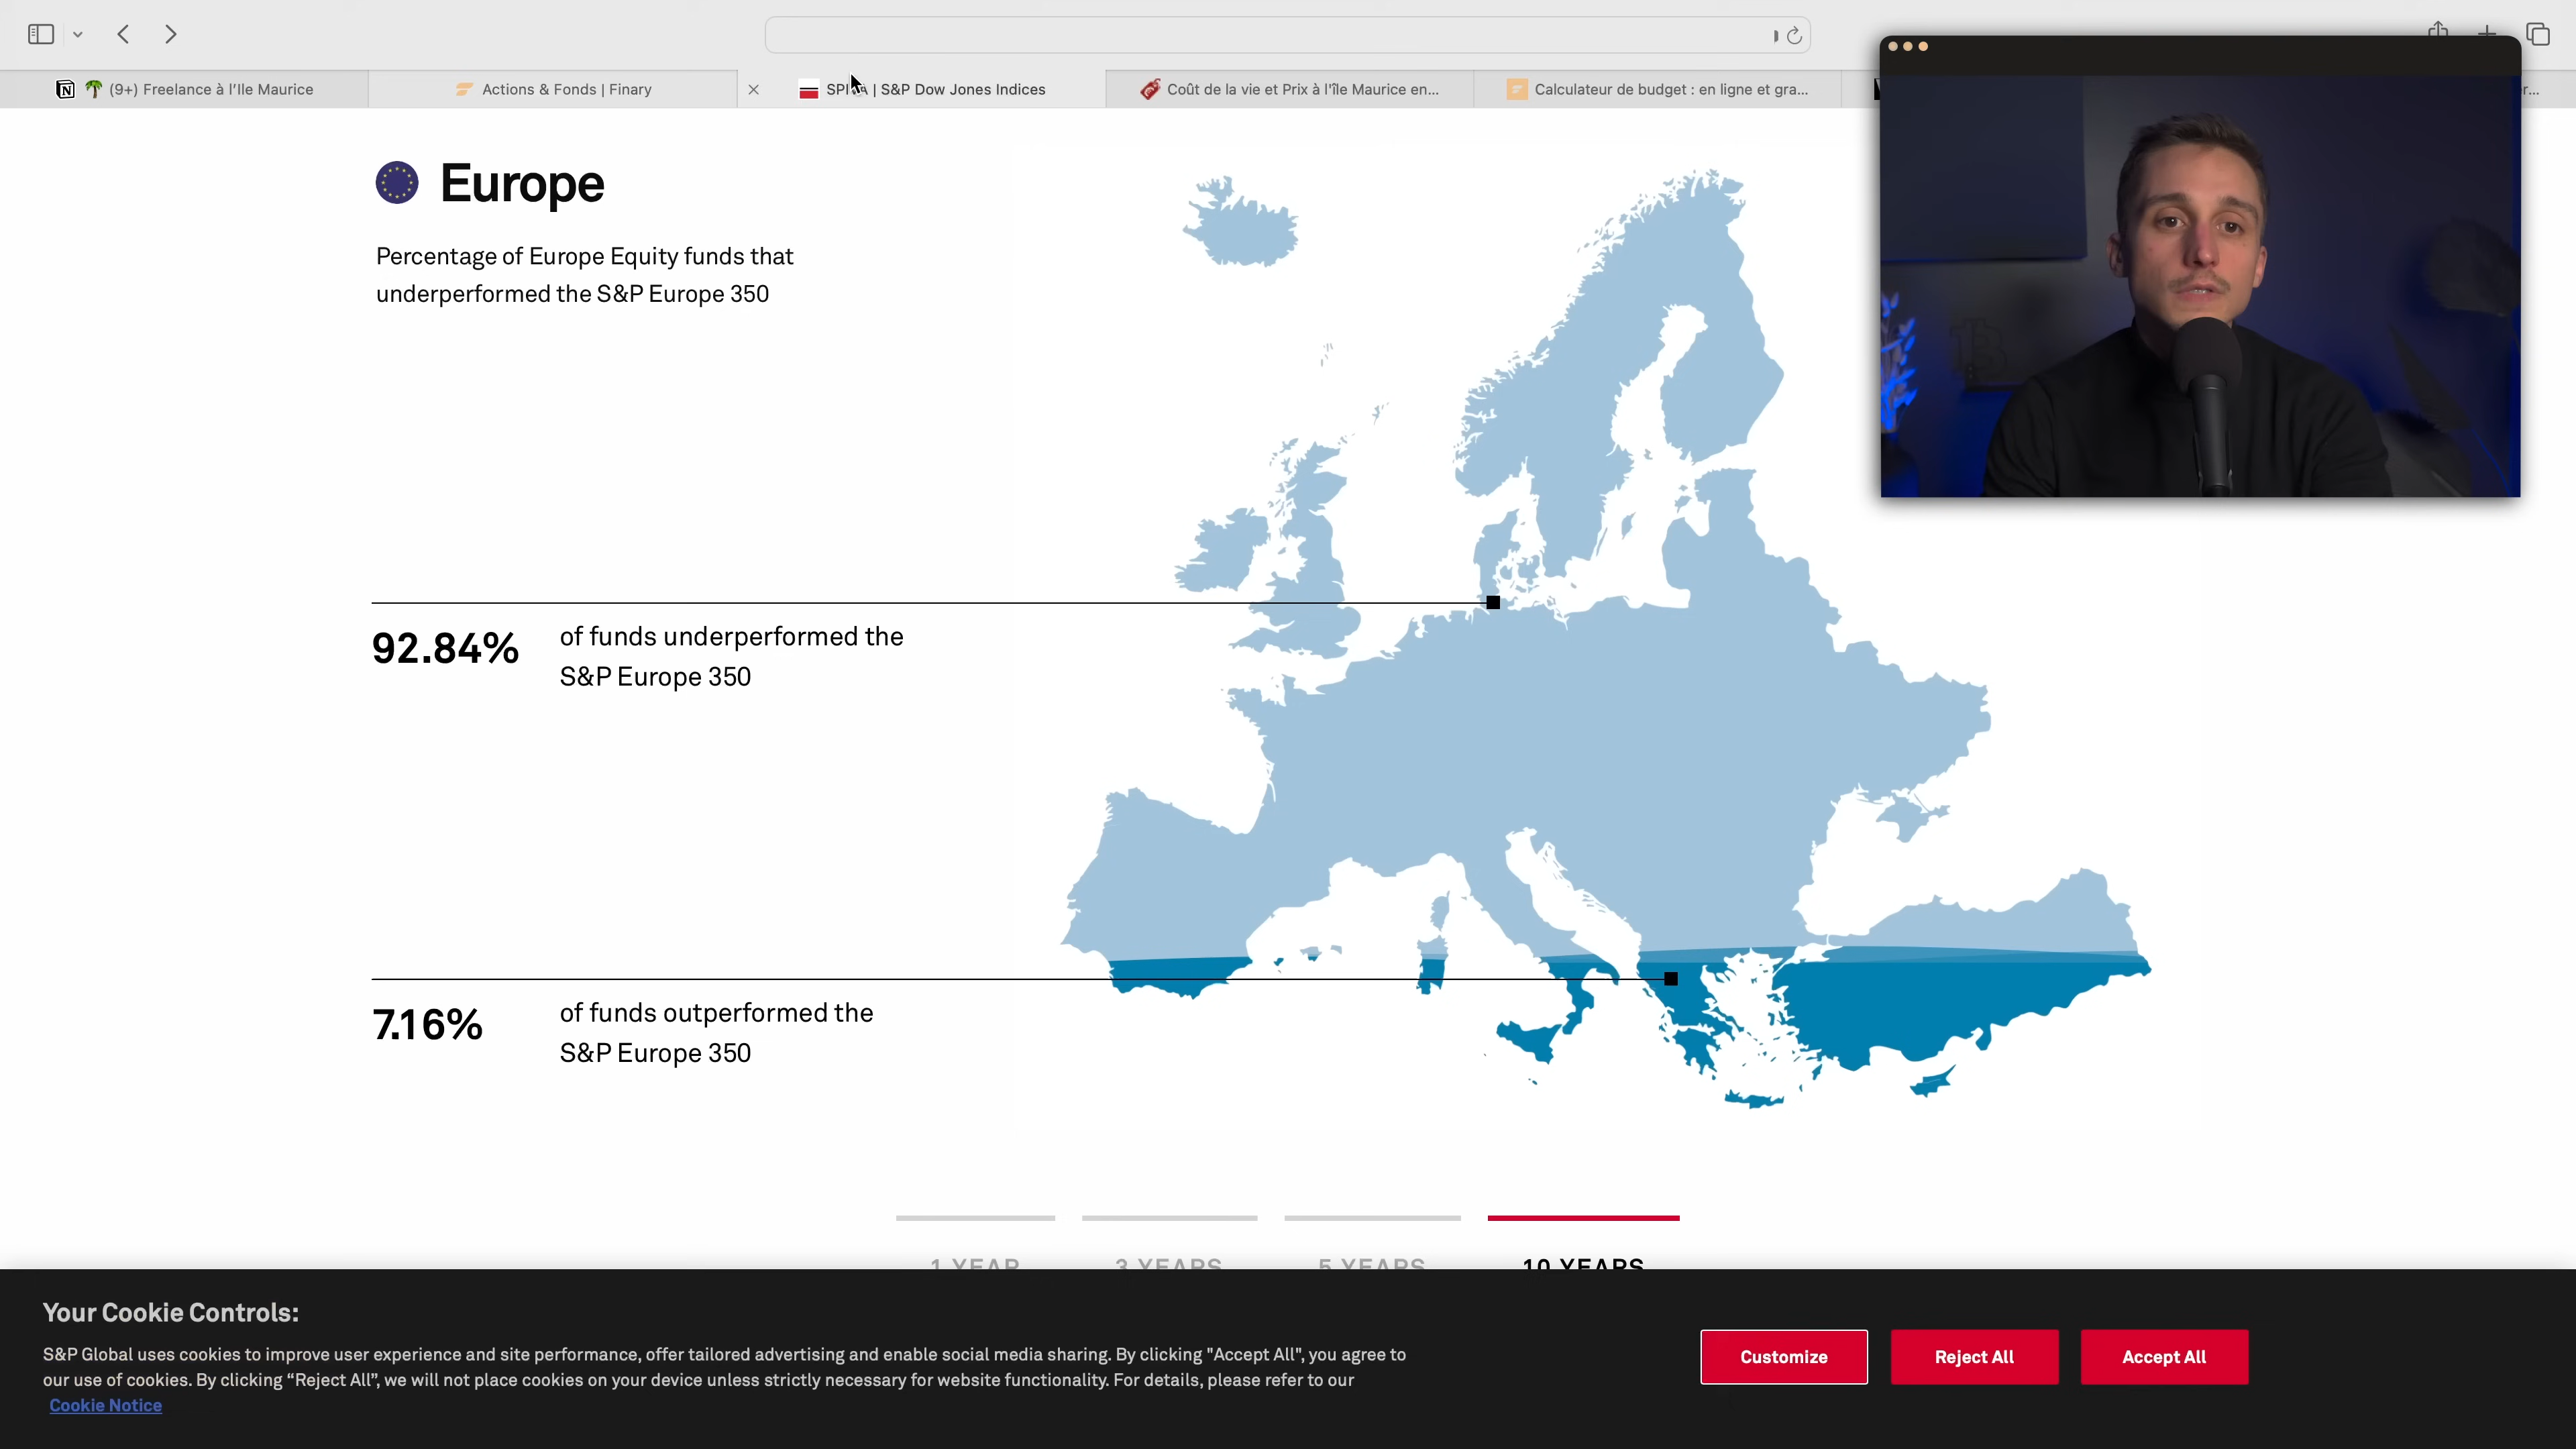 (9+) Freelance à l'Ile Maurice
Actions & Fonds | Finary
| S&P Dow Jones Indices
Coût de la vie et Prix à l'île Maurice en...
Calculateur de budget : en ligne et gra...
Europe
Percentage of Europe Equity funds that
underperformed the S&P Europe 350
92.84%
of funds underperformed the
S&P Europe 350
7.16%
of funds outperformed the
S&P Europe 350
1 YEAR
3 YEARS
5 YEARS
10 YEARS
Your Cookie Controls:
S&P Global uses cookies to improve user experience and site performance, offer tailored advertising and enable social media sharing. By clicking "Accept All", you agree to
our use of cookies. By clicking “Reject All”, we will not place cookies on your device unless strictly necessary for website functionality. For details, please refer to our
Cookie Notice
Customize
Reject All
Accept All